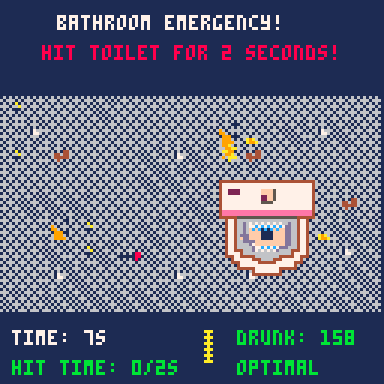 BATHROOM EMERGENCY!
HIT TOILET FOR 2 SECONDS!
TIME: 7S
DRUNK: 158
HIT TIME: 0/2S
OPTIMAL